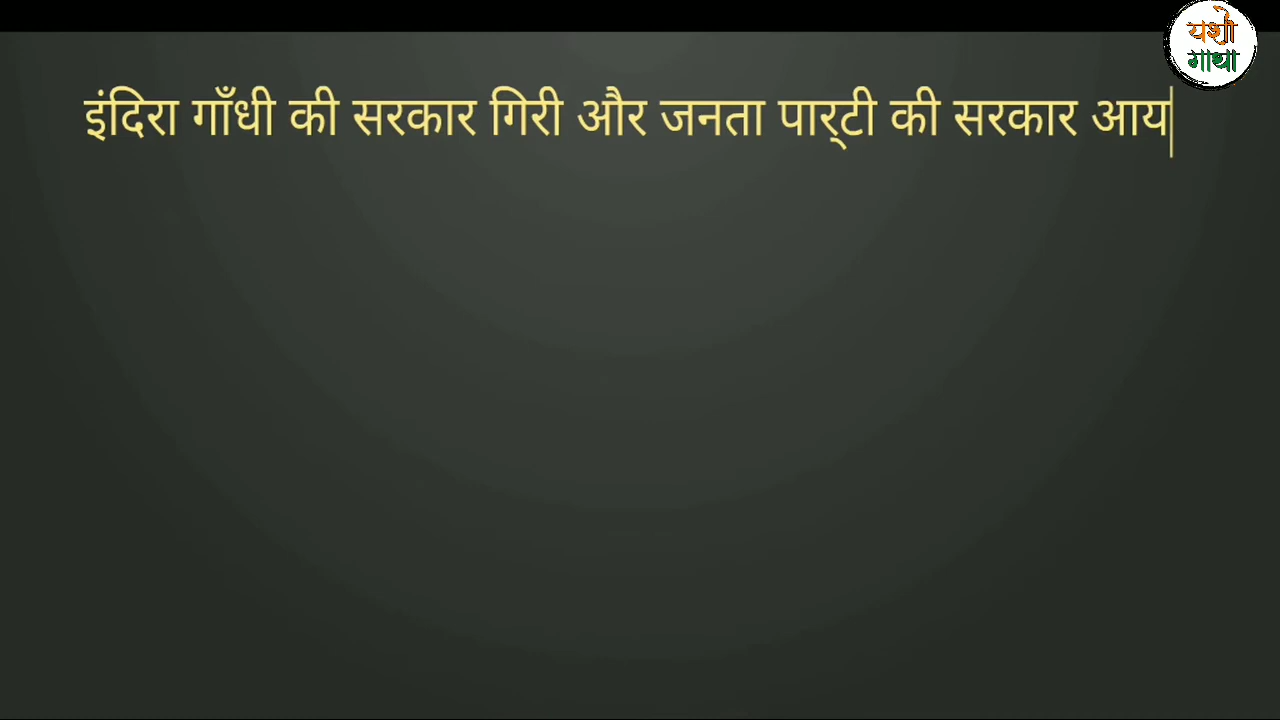 यशो
गाथा
इंदिरा गाँधी की सरकार गिरी और जनता पार्‍टी की सरकार आय